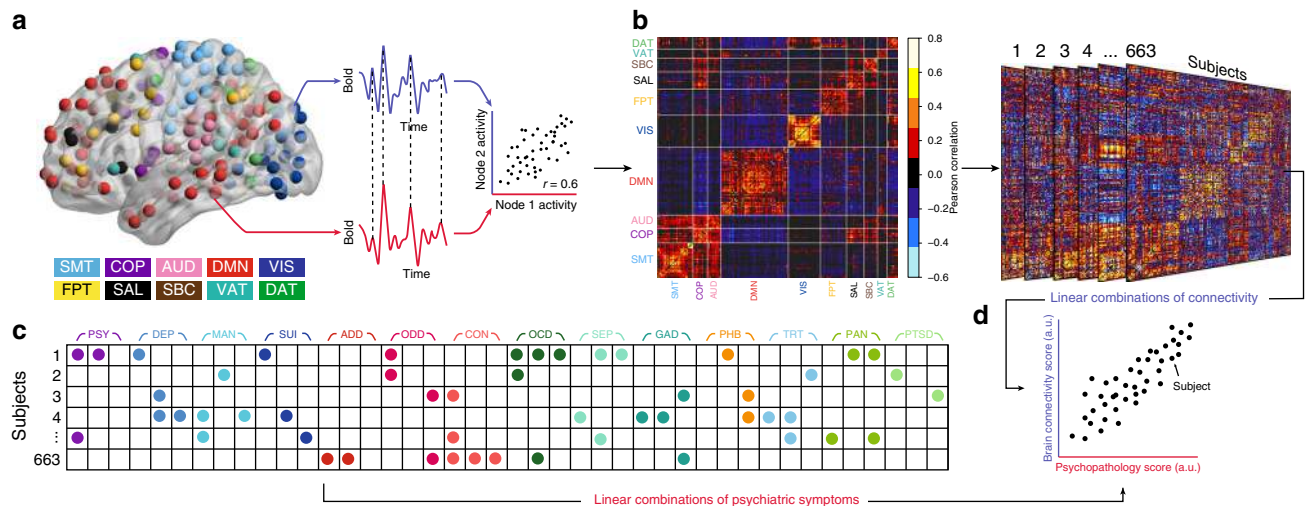 a
Bold
Time
Bold
Time
Node 2 activity
r = 0.6
Node 1 activity
SMT COP AUD DMN VIS
FPT SAL SBC VAT DAT
b
DAT
VAT
SBC
SAL
FPT
VIS
DMN
AUD
COP
SMT
SMT COP AUD DMN VIS FPT SAL SBC VAT DAT
0.8
0.6
0.4
0.2
0.0
−0.2
−0.4
−0.6
Pearson correlation
1 2 3 4 ... 663
Subjects
Linear combinations of connectivity
c
PSY DEP MAN SUI ADD ODD CON OCD SEP GAD PHB TRT PAN PTSD
Subjects
1
2
3
4
⋮
663
Linear combinations of psychiatric symptoms
d
Brain connectivity score (a.u.)
Subject
Psychopathology score (a.u.)